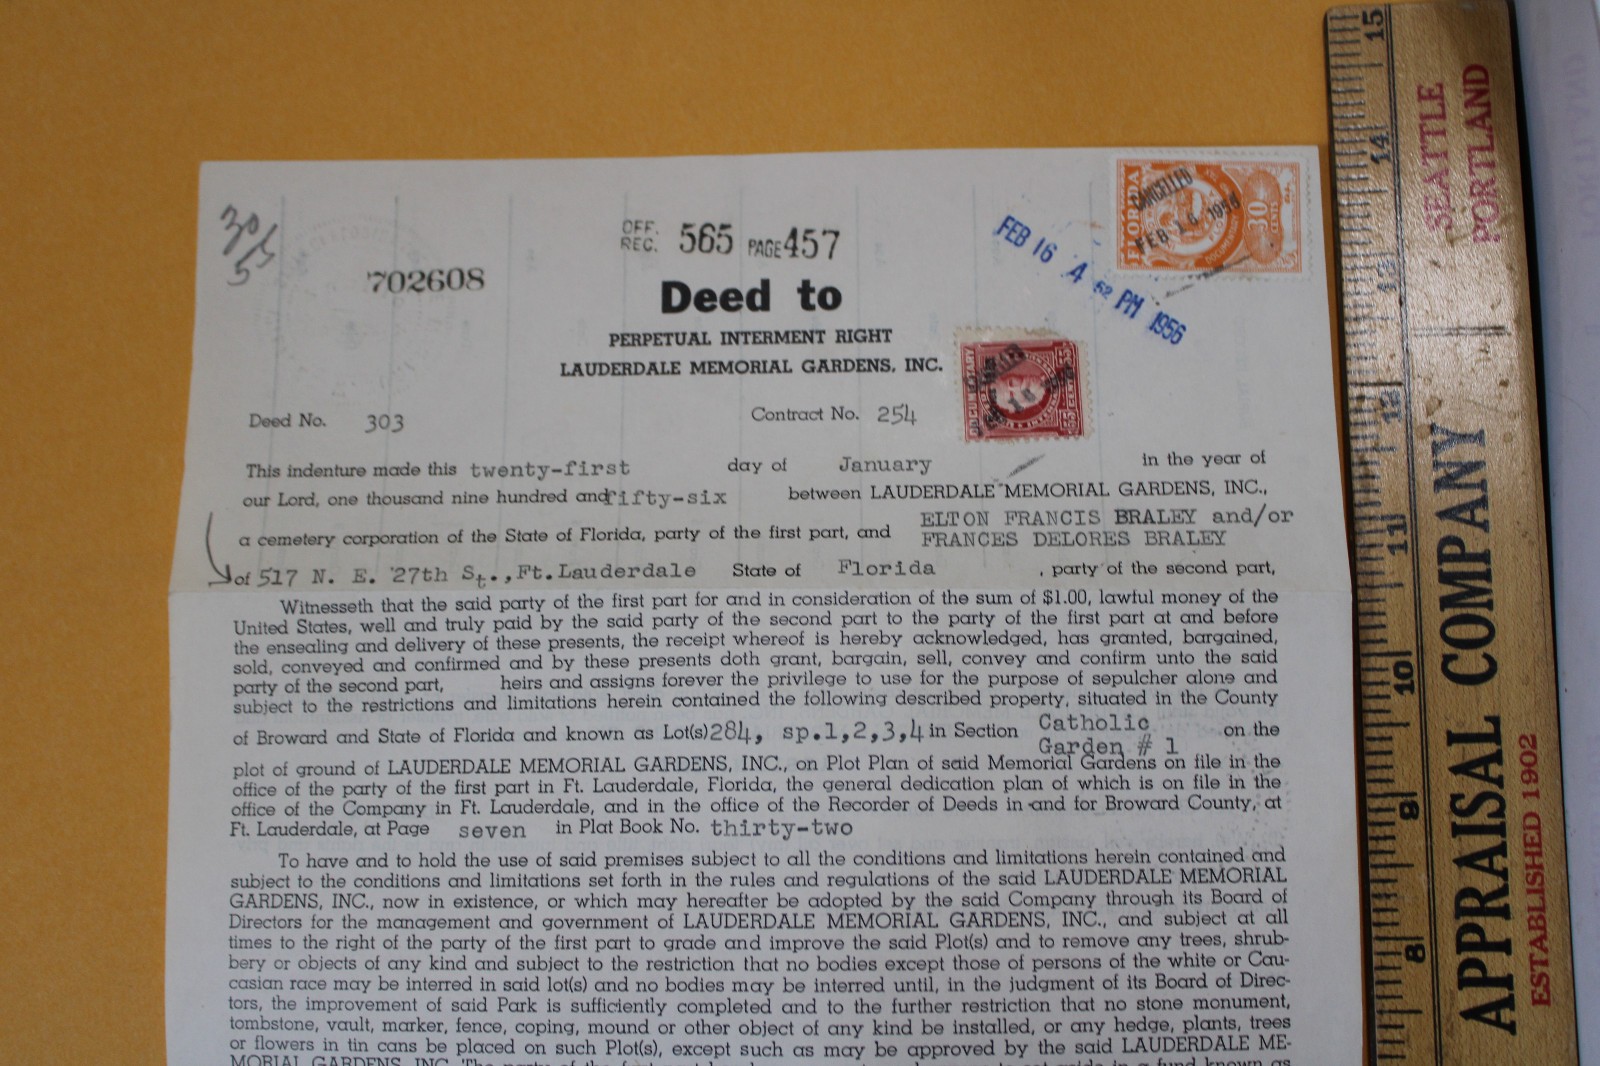 30/55
OFF. REC. 565 PAGE 457
702608
FEB 16 4 52 PM 1956
FLORIDA
CANCELLED
FEB 16 1956
30
CENTS
Deed to
PERPETUAL INTERMENT RIGHT
LAUDERDALE MEMORIAL GARDENS, INC.
DOCUMENTARY
55 CENTS
Deed No. 303 Contract No. 254
This indenture made this twenty-first day of January in the year of
our Lord, one thousand nine hundred and fifty-six between LAUDERDALE MEMORIAL GARDENS, INC.,
a cemetery corporation of the State of Florida, party of the first part, and ELTON FRANCIS BRALEY and/or
FRANCES DELORES BRALEY
of 517 N. E. 27th St., Ft. Lauderdale State of Florida , party of the second part,
Witnesseth that the said party of the first part for and in consideration of the sum of $1.00, lawful money of the
United States, well and truly paid by the said party of the second part to the party of the first part at and before
the ensealing and delivery of these presents, the receipt whereof is hereby acknowledged, has granted, bargained,
sold, conveyed and confirmed and by these presents doth grant, bargain, sell, convey and confirm unto the said
party of the second part, heirs and assigns forever the privilege to use for the purpose of sepulcher alone and
subject to the restrictions and limitations herein contained the following described property, situated in the County
of Broward and State of Florida and known as Lot(s) 284, sp.1,2,3,4 in Section Catholic Garden # 1 on the
plot of ground of LAUDERDALE MEMORIAL GARDENS, INC., on Plot Plan of said Memorial Gardens on file in the
office of the party of the first part in Ft. Lauderdale, Florida, the general dedication plan of which is on file in the
office of the Company in Ft. Lauderdale, and in the office of the Recorder of Deeds in and for Broward County, at
Ft. Lauderdale, at Page seven in Plat Book No. thirty-two
To have and to hold the use of said premises subject to all the conditions and limitations herein contained and
subject to the conditions and limitations set forth in the rules and regulations of the said LAUDERDALE MEMORIAL
GARDENS, INC., now in existence, or which may hereafter be adopted by the said Company through its Board of
Directors for the management and government of LAUDERDALE MEMORIAL GARDENS, INC., and subject at all
times to the right of the party of the first part to grade and improve the said Plot(s) and to remove any trees, shrub-
bery or objects of any kind and subject to the restriction that no bodies except those of persons of the white or Cau-
casian race may be interred in said lot(s) and no bodies may be interred until, in the judgment of its Board of Direc-
tors, the improvement of said Park is sufficiently completed and to the further restriction that no stone monument,
tombstone, vault, marker, fence, coping, mound or other object of any kind be installed, or any hedge, plants, trees
or flowers in tin cans be placed on such Plot(s), except such as may be approved by the said LAUDERDALE ME-
MORIAL GARDENS, INC. The party of the
15
14
13
12
11
10
9
8
SEATTLE
PORTLAND
APPRAISAL COMPANY
ESTABLISHED 1902